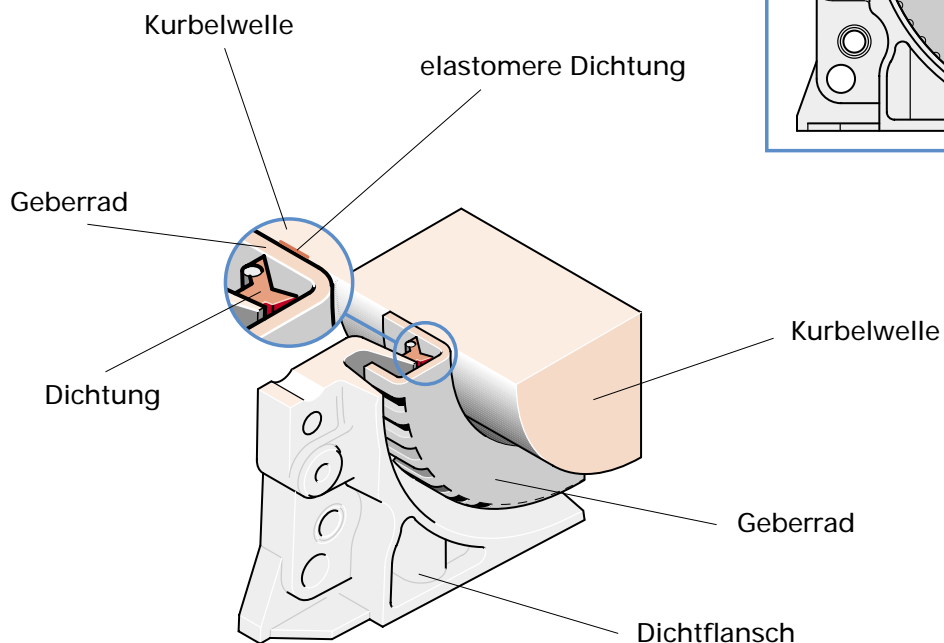 Kurbelwelle
elastomere Dichtung
Geberrad
Kurbelwelle
Dichtung
Geberrad
Dichtflansch